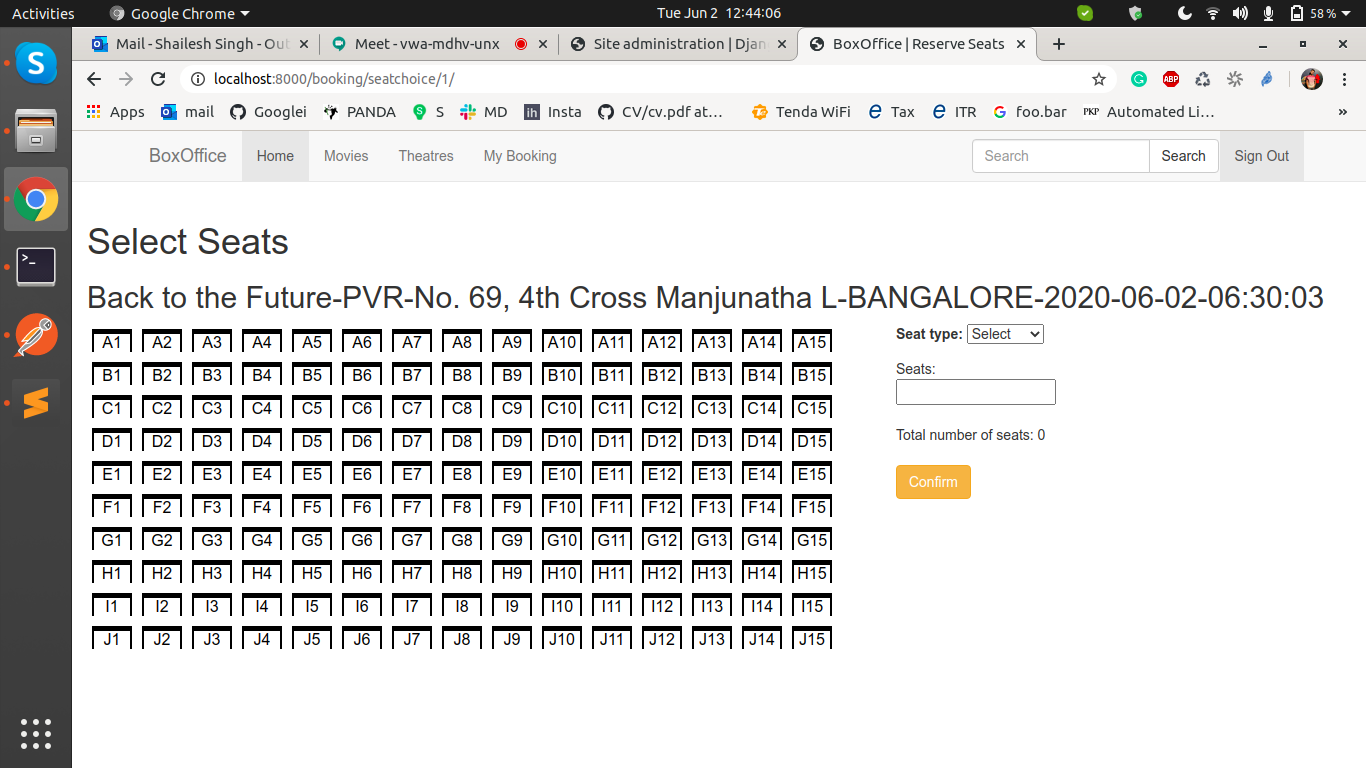 Activities Google Chrome Tue Jun 2 12:44:06 58 %
Mail - Shailesh Singh - Out Meet - vwa-mdhv-unx Site administration | Djan BoxOffice | Reserve Seats
localhost:8000/booking/seatchoice/1/ ABP
Apps mail Googlei PANDA S S MD ih Insta CV/cv.pdf at… Tenda WiFi Tax ITR foo.bar PKP Automated Li… »
BoxOffice Home Movies Theatres My Booking Search Search Sign Out
Select Seats
Back to the Future-PVR-No. 69, 4th Cross Manjunatha L-BANGALORE-2020-06-02-06:30:03
A1 A2 A3 A4 A5 A6 A7 A8 A9 A10 A11 A12 A13 A14 A15
B1 B2 B3 B4 B5 B6 B7 B8 B9 B10 B11 B12 B13 B14 B15
C1 C2 C3 C4 C5 C6 C7 C8 C9 C10 C11 C12 C13 C14 C15
D1 D2 D3 D4 D5 D6 D7 D8 D9 D10 D11 D12 D13 D14 D15
E1 E2 E3 E4 E5 E6 E7 E8 E9 E10 E11 E12 E13 E14 E15
F1 F2 F3 F4 F5 F6 F7 F8 F9 F10 F11 F12 F13 F14 F15
G1 G2 G3 G4 G5 G6 G7 G8 G9 G10 G11 G12 G13 G14 G15
H1 H2 H3 H4 H5 H6 H7 H8 H9 H10 H11 H12 H13 H14 H15
I1 I2 I3 I4 I5 I6 I7 I8 I9 I10 I11 I12 I13 I14 I15
J1 J2 J3 J4 J5 J6 J7 J8 J9 J10 J11 J12 J13 J14 J15
Seat type: Select
Seats:
Total number of seats: 0
Confirm